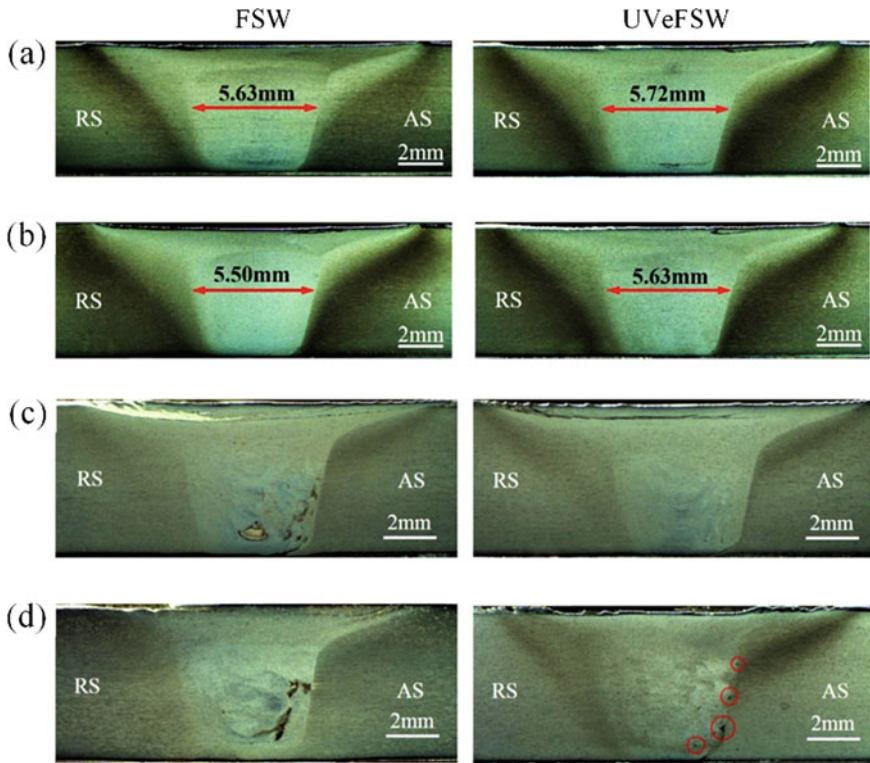 FSW UVeFSW
(a) 5.63mm 5.72mm
RS AS RS AS
2mm 2mm
(b) 5.50mm 5.63mm
RS AS RS AS
2mm 2mm
(c)
RS AS RS AS
2mm 2mm
(d)
RS AS RS AS
2mm 2mm